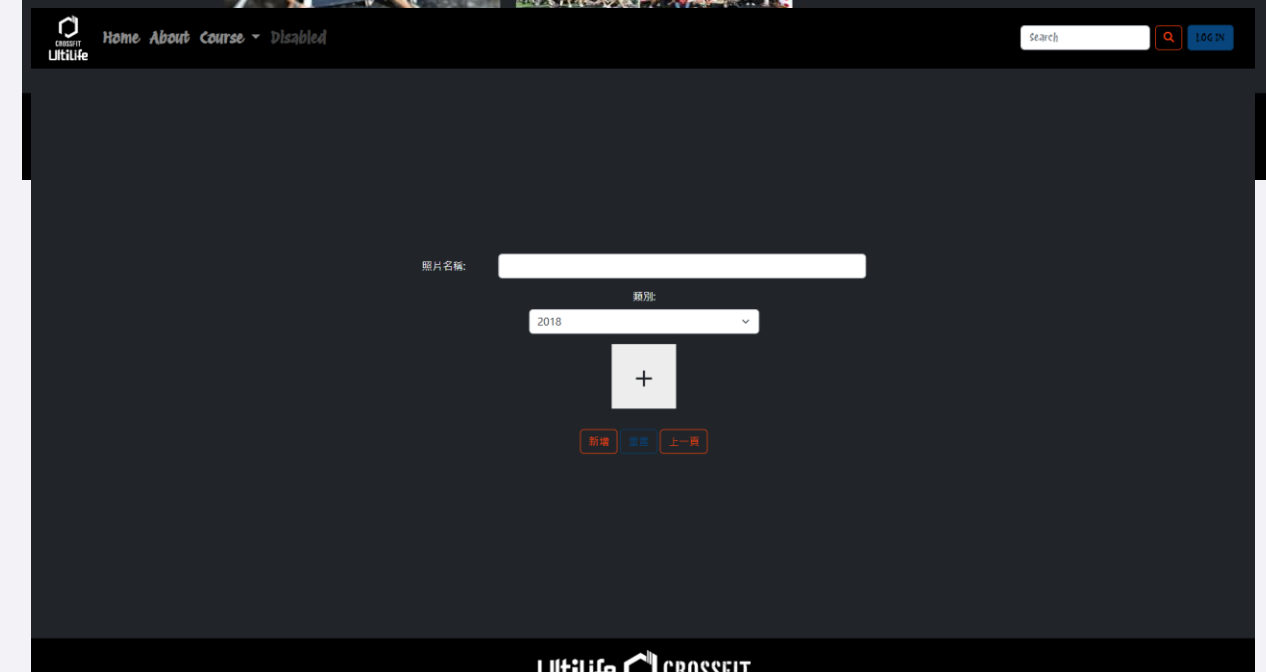 CROSSFIT
UltiLife
Home About Course Disabled
Search
LOG IN
照片名稱:
類別:
2018
新增
上一頁
UltiLife CROSSFIT